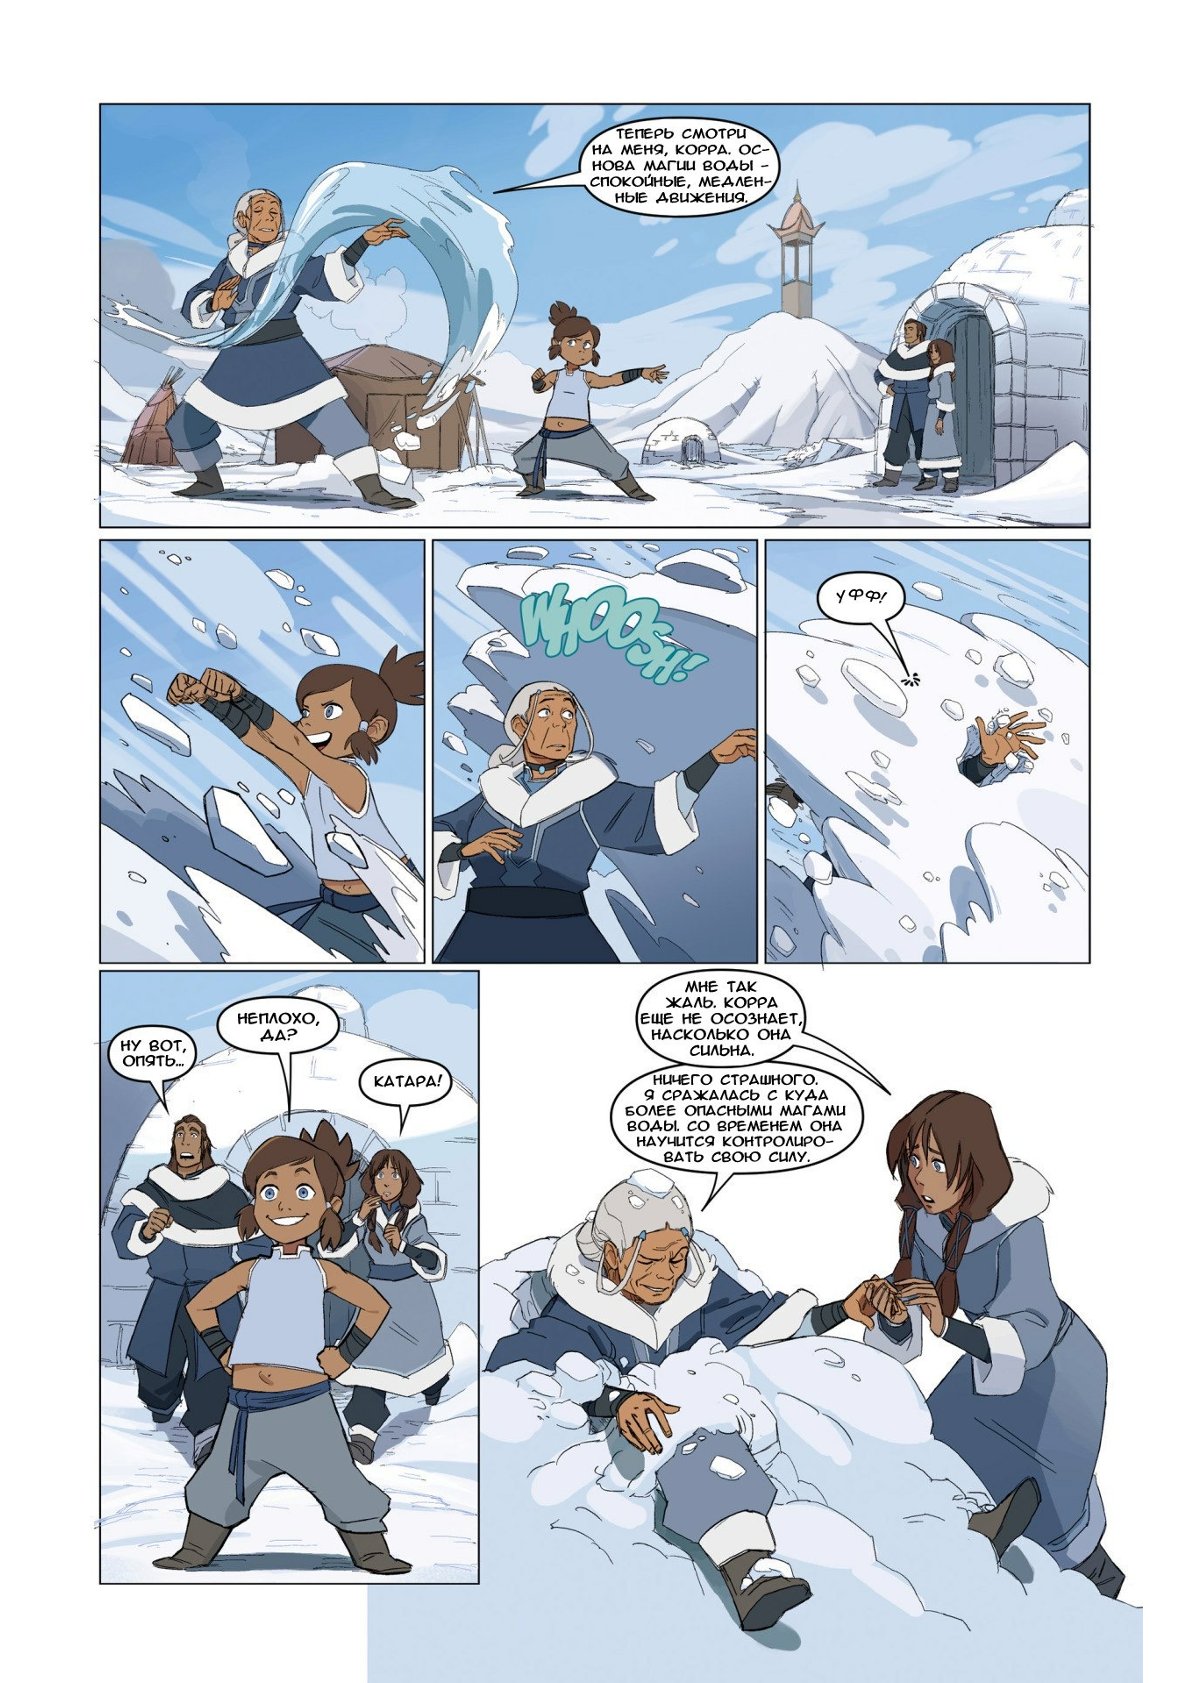 ТЕПЕРЬ СМОТРИ
НА МЕНЯ, КОРРА. ОС-
НОВА МАГИИ ВОДЫ -
СПОКОЙНЫЕ, МЕДЛЕН-
НЫЕ ДВИЖЕНИЯ.
WHOOSH!
УФФ!
НУ ВОТ,
ОПЯТЬ...
НЕПЛОХО,
ДА?
КАТАРА!
МНЕ ТАК
ЖАЛЬ. КОРРА
ЕЩЕ НЕ ОСОЗНАЕТ,
НАСКОЛЬКО ОНА
СИЛЬНА.
НИЧЕГО СТРАШНОГО.
Я СРАЖАЛАСЬ С КУДА
БОЛЕЕ ОПАСНЫМИ МАГАМИ
ВОДЫ. СО ВРЕМЕНЕМ ОНА
НАУЧИТСЯ КОНТРОЛИРО-
ВАТЬ СВОЮ СИЛУ.